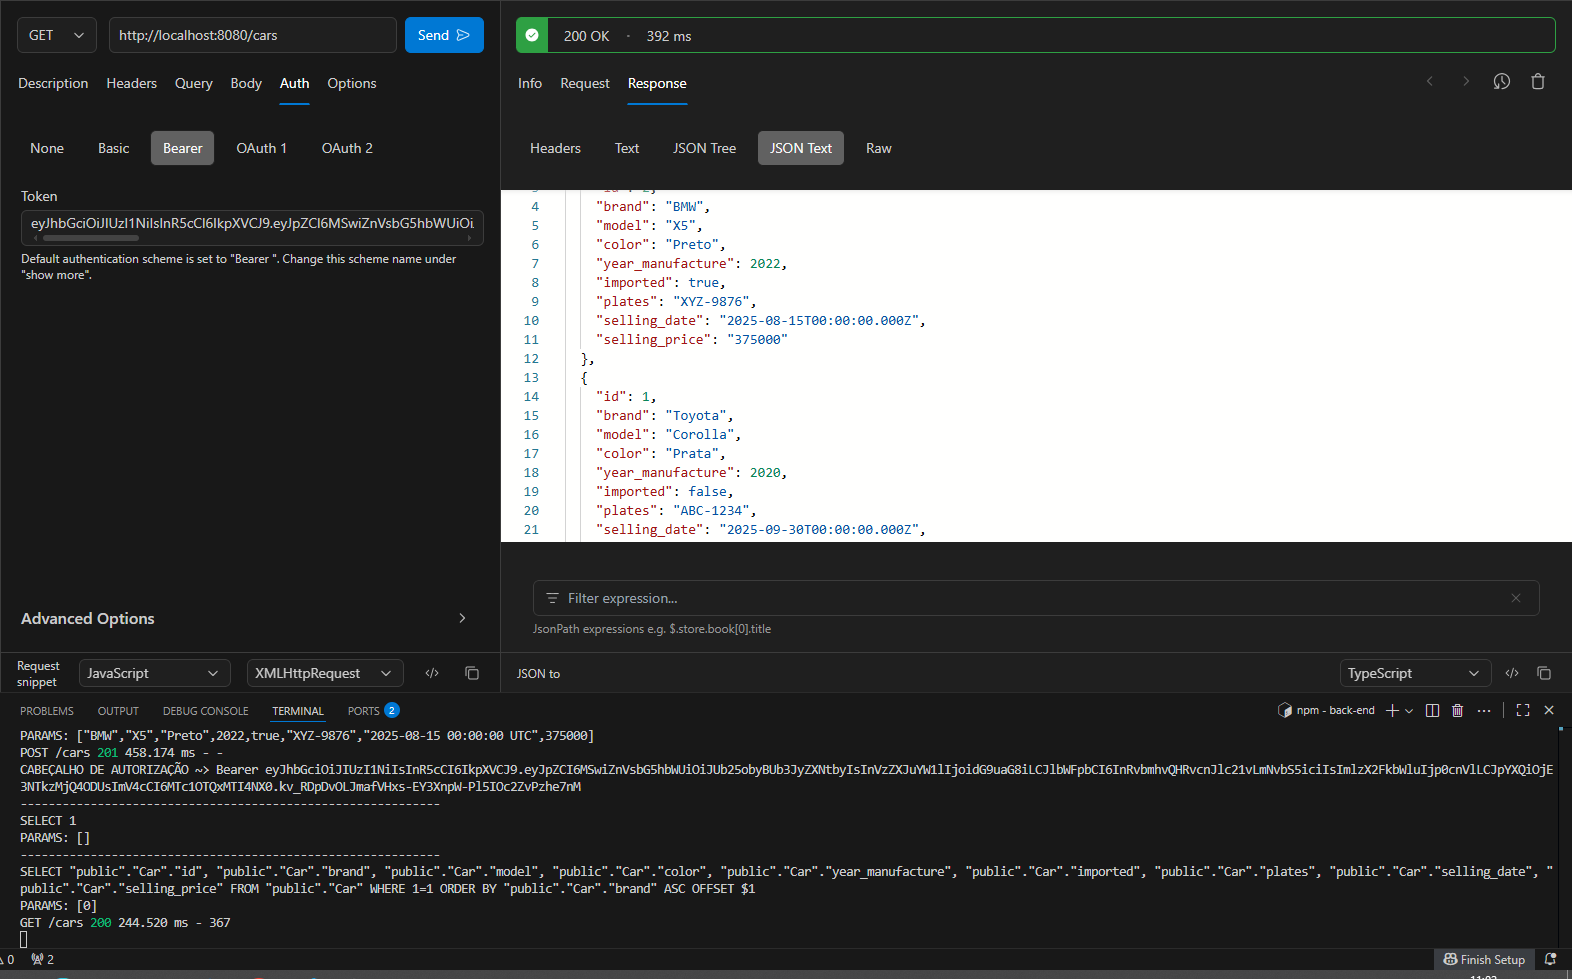 GET
http://localhost:8080/cars
Send
Description Headers Query Body Auth Options
None Basic Bearer OAuth 1 OAuth 2
Token
eyJhbGciOiJIUzI1NiIsInR5cCI6IkpXVCJ9.eyJpZCI6MSwiZnVsbG5hbWUiOi
Default authentication scheme is set to "Bearer ". Change this scheme name under
"show more".
Advanced Options
Request
snippet
JavaScript
XMLHttpRequest
200 OK · 392 ms
Info Request Response
Headers Text JSON Tree JSON Text Raw
4 "brand": "BMW",
5 "model": "X5",
6 "color": "Preto",
7 "year_manufacture": 2022,
8 "imported": true,
9 "plates": "XYZ-9876",
10 "selling_date": "2025-08-15T00:00:00.000Z",
11 "selling_price": "375000"
12 },
13 {
14 "id": 1,
15 "brand": "Toyota",
16 "model": "Corolla",
17 "color": "Prata",
18 "year_manufacture": 2020,
19 "imported": false,
20 "plates": "ABC-1234",
21 "selling_date": "2025-09-30T00:00:00.000Z",
Filter expression...
JsonPath expressions e.g. $.store.book[0].title
JSON to
TypeScript
PROBLEMS OUTPUT DEBUG CONSOLE TERMINAL PORTS 2
npm - back-end
PARAMS: ["BMW","X5","Preto",2022,true,"XYZ-9876","2025-08-15 00:00:00 UTC",375000]
POST /cars 201 458.174 ms - -
CABEÇALHO DE AUTORIZAÇÃO ~> Bearer
------------------------------------------------------------
SELECT 1
PARAMS: []
------------------------------------------------------------
SELECT "public"."Car"."id", "public"."Car"."brand", "public"."Car"."model", "public"."Car"."color", "public"."Car"."year_manufacture", "public"."Car"."imported", "public"."Car"."plates", "public"."Car"."selling_date", "
public"."Car"."selling_price" FROM "public"."Car" WHERE 1=1 ORDER BY "public"."Car"."brand" ASC OFFSET $1
PARAMS: [0]
GET /cars 200 244.520 ms - 367
0 2
Finish Setup